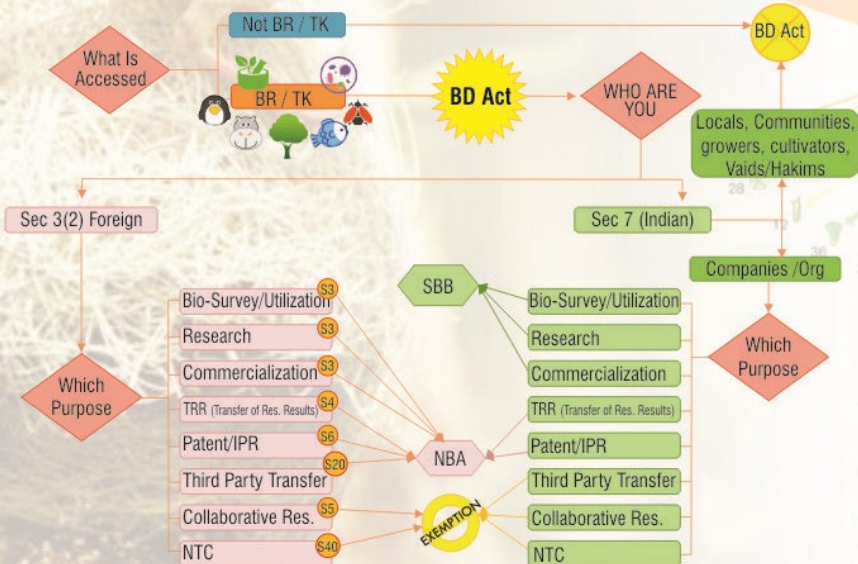 What Is
Accessed
Not BR / TK
BR / TK
BD Act
WHO ARE
YOU
BD Act
Locals, Communities,
growers, cultivators,
Vaids/Hakims
28
12
36
Sec 3(2) Foreign
Sec 7 (Indian)
Companies /Org
Which
Purpose
Bio-Survey/Utilization
S3
Research
S3
Commercialization
S3
TRR (Transfer of Res. Results)
S4
Patent/IPR
S6
Third Party Transfer
S20
Collaborative Res.
S5
NTC
S40
SBB
NBA
EXEMPTION
Bio-Survey/Utilization
Research
Commercialization
TRR (Transfer of Res. Results)
Patent/IPR
Third Party Transfer
Collaborative Res.
NTC
Which
Purpose